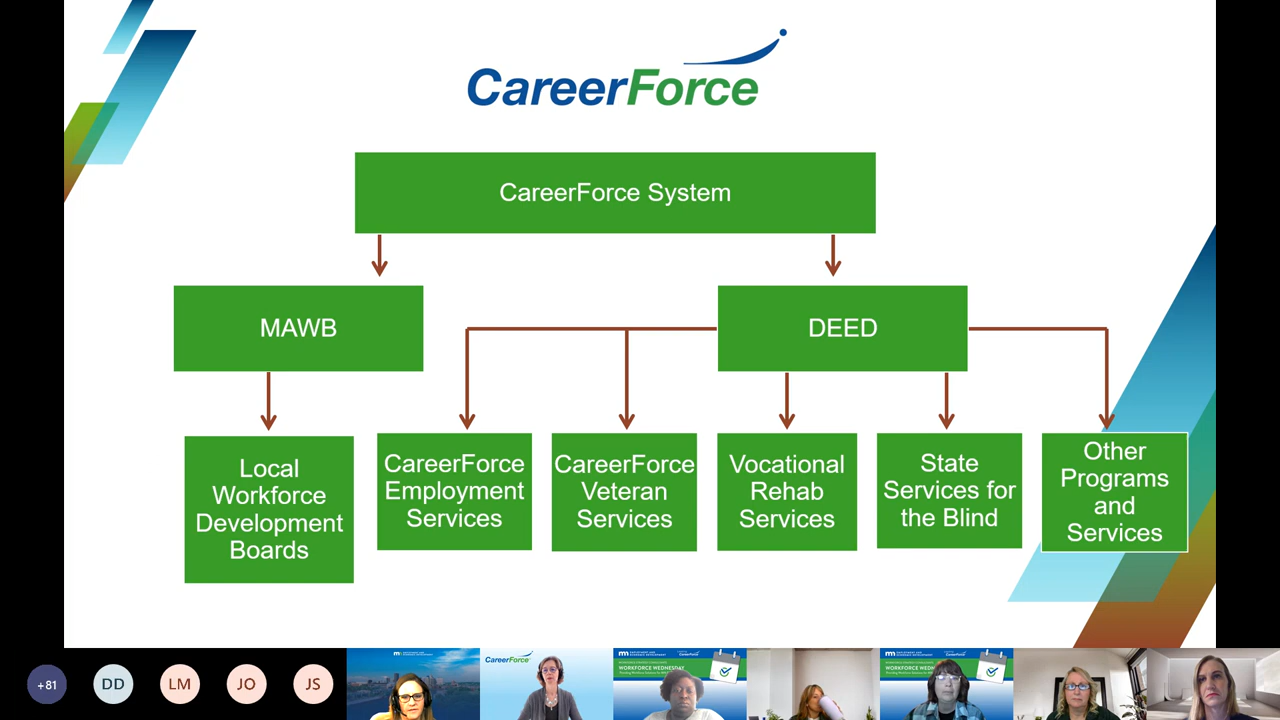 CareerForce
CareerForce System
MAWB
DEED
Local
Workforce
Development
Boards
CareerForce
Employment
Services
CareerForce
Veteran
Services
Vocational
Rehab
Services
State
Services for
the Blind
Other
Programs
and
Services
+81
DD
LM
JO
JS
CareerForce
WORKFORCE WEDNESDAY
WORKFORCE WEDNESDAY